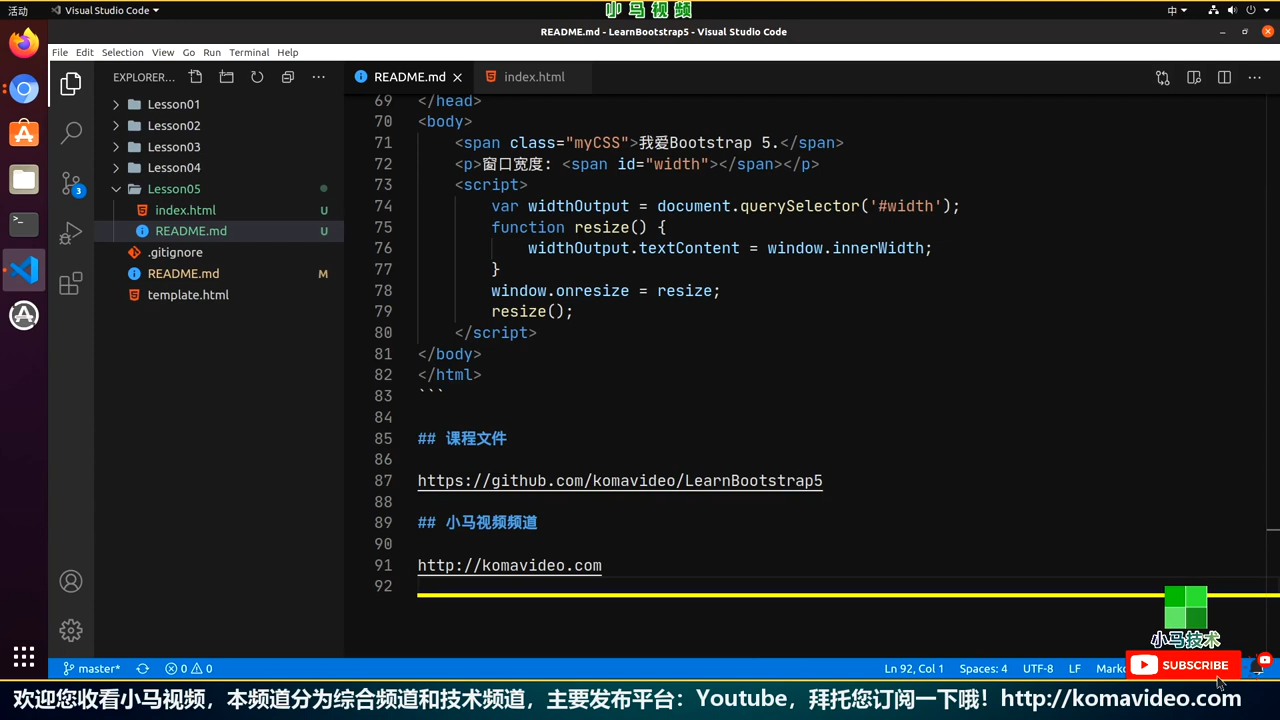 活动
Visual Studio Code
小马视频
中
README.md - LearnBootstrap5 - Visual Studio Code
File Edit Selection View Go Run Terminal Help
EXPLORER...
README.md
index.html
Lesson01
Lesson02
Lesson03
Lesson04
Lesson05
index.html U
README.md U
.gitignore
README.md M
template.html
3
69 </head>
70 <body>
71 <span class="myCSS">我爱Bootstrap 5.</span>
72 <p>窗口宽度: <span id="width"></span></p>
73 <script>
74 var widthOutput = document.querySelector('#width');
75 function resize() {
76 widthOutput.textContent = window.innerWidth;
77 }
78 window.onresize = resize;
79 resize();
80 </script>
81 </body>
82 </html>
83 ```
84
85 ## 课程文件
86
87 https://github.com/komavideo/LearnBootstrap5
88
89 ## 小马视频频道
90
91 http://komavideo.com
92
小马技术
SUBSCRIBE
master*
0 0
Ln 92, Col 1
Spaces: 4
UTF-8
LF
欢迎您收看小马视频，本频道分为综合频道和技术频道，主要发布平台：Youtube，拜托您订阅一下哦！http://komavideo.com